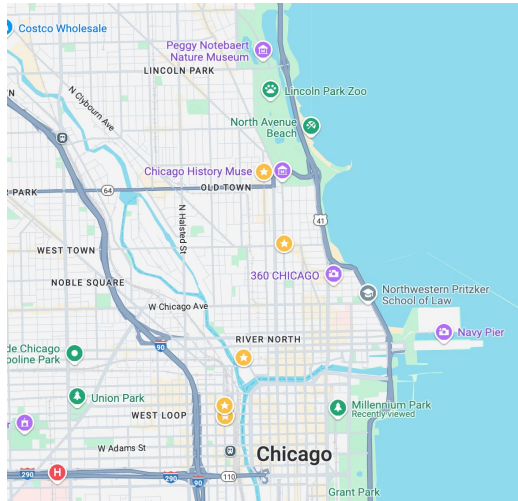 Costco Wholesale
Peggy Notebaert
Nature Museum
LINCOLN PARK
Lincoln Park Zoo
N Clybourn Ave
North Avenue
Beach
Chicago History Muse
64
OLD TOWN
PARK
N Halsted St
41
WEST TOWN
360 CHICAGO
NOBLE SQUARE
Northwestern Pritzker
School of Law
W Chicago Ave
Navy Pier
RIVER NORTH
90
de Chicago
poline Park
Union Park
Millennium Park
Recently viewed
WEST LOOP
W Adams St
Chicago
H
290
290
90
110
Grant Park